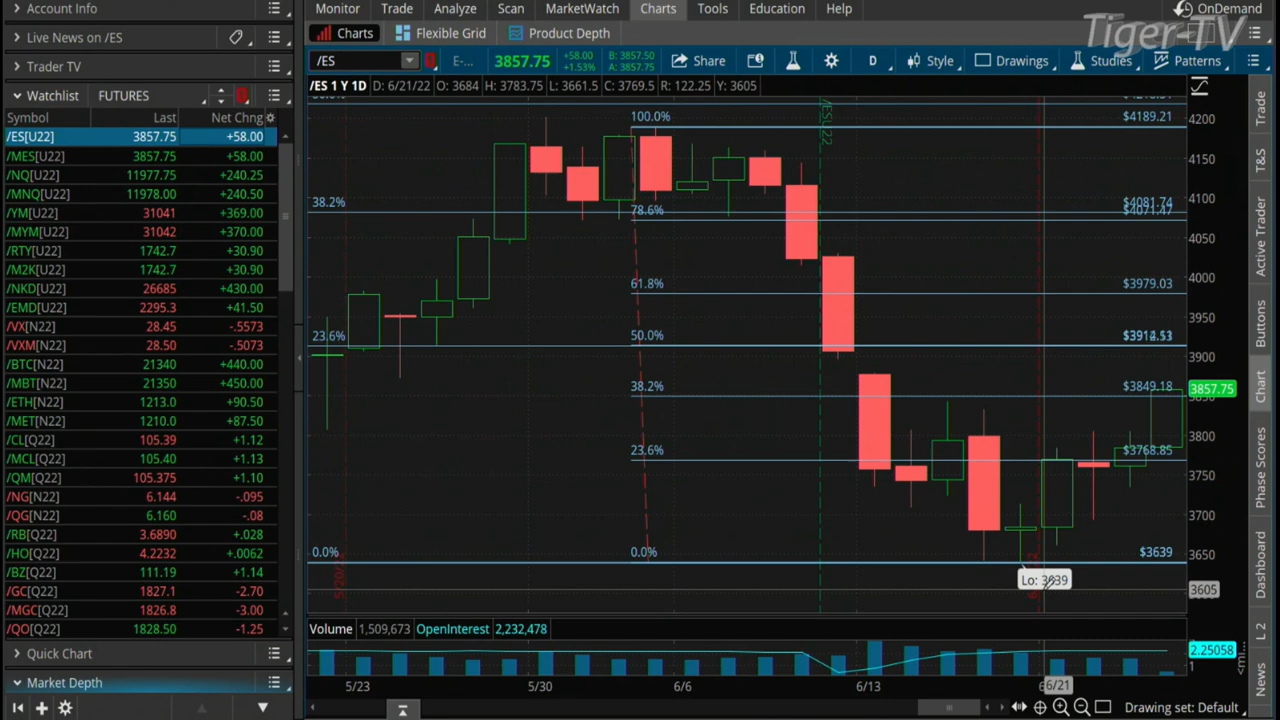 Account Info
Monitor Trade Analyze Scan MarketWatch Charts Tools Education Help
OnDemand
Tiger-TV
Live News on /ES
Charts Flexible Grid Product Depth
Trader TV
/ES E-... 3857.75 +58.00 +1.53% B: 3857.50 A: 3857.75 Share D Style Drawings Studies Patterns
Watchlist FUTURES
/ES 1 Y 1D D: 6/21/22 O: 3684 H: 3783.75 L: 3661.5 C: 3769.5 R: 122.25 Y: 3605
Symbol Last Net Chng
/ES[U22] 3857.75 +58.00
/MES[U22] 3857.75 +58.00
/NQ[U22] 11977.75 +240.25
/MNQ[U22] 11978.00 +240.50
/YM[U22] 31041 +369.00
/MYM[U22] 31042 +370.00
/RTY[U22] 1742.7 +30.90
/M2K[U22] 1742.7 +30.90
/NKD[U22] 26685 +430.00
/EMD[U22] 2295.3 +41.50
/VX[N22] 28.45 -.5573
/VXM[N22] 28.50 -.5073
/BTC[N22] 21340 +440.00
/MBT[N22] 21350 +450.00
/ETH[N22] 1213.0 +90.50
/MET[N22] 1210.0 +87.50
/CL[Q22] 105.39 +1.12
/MCL[Q22] 105.40 +1.13
/QM[Q22] 105.375 +1.10
/NG[N22] 6.144 -.095
/QG[N22] 6.160 -.08
/RB[N22] 3.6890 +.028
/HO[Q22] 4.2232 +.0062
/BZ[Q22] 111.19 +1.14
/GC[Q22] 1827.1 -2.70
/MGC[Q22] 1826.8 -3.00
/QO[Q22] 1828.50 -1.25
Quick Chart
Market Depth
100.0% $4189.21
38.2% 78.6% $4081.74
$4071.47
61.8% $3979.03
23.6% 50.0%
38.2% $3849.18
23.6% $3768.85
0.0% 0.0% $3639
Lo: 3639
/ESU22
5/20/22
4200
4150
4100
4050
4000
3950
3900
3857.75
3850
3800
3750
3700
3650
3605
Volume 1,509,673 OpenInterest 2,232,478
2.25058
1
5/23 5/30 6/6 6/13 6/21
Drawing set: Default
Trade
T&S
Active Trader
Buttons
Chart
Phase Scores
Dashboard
L 2
News